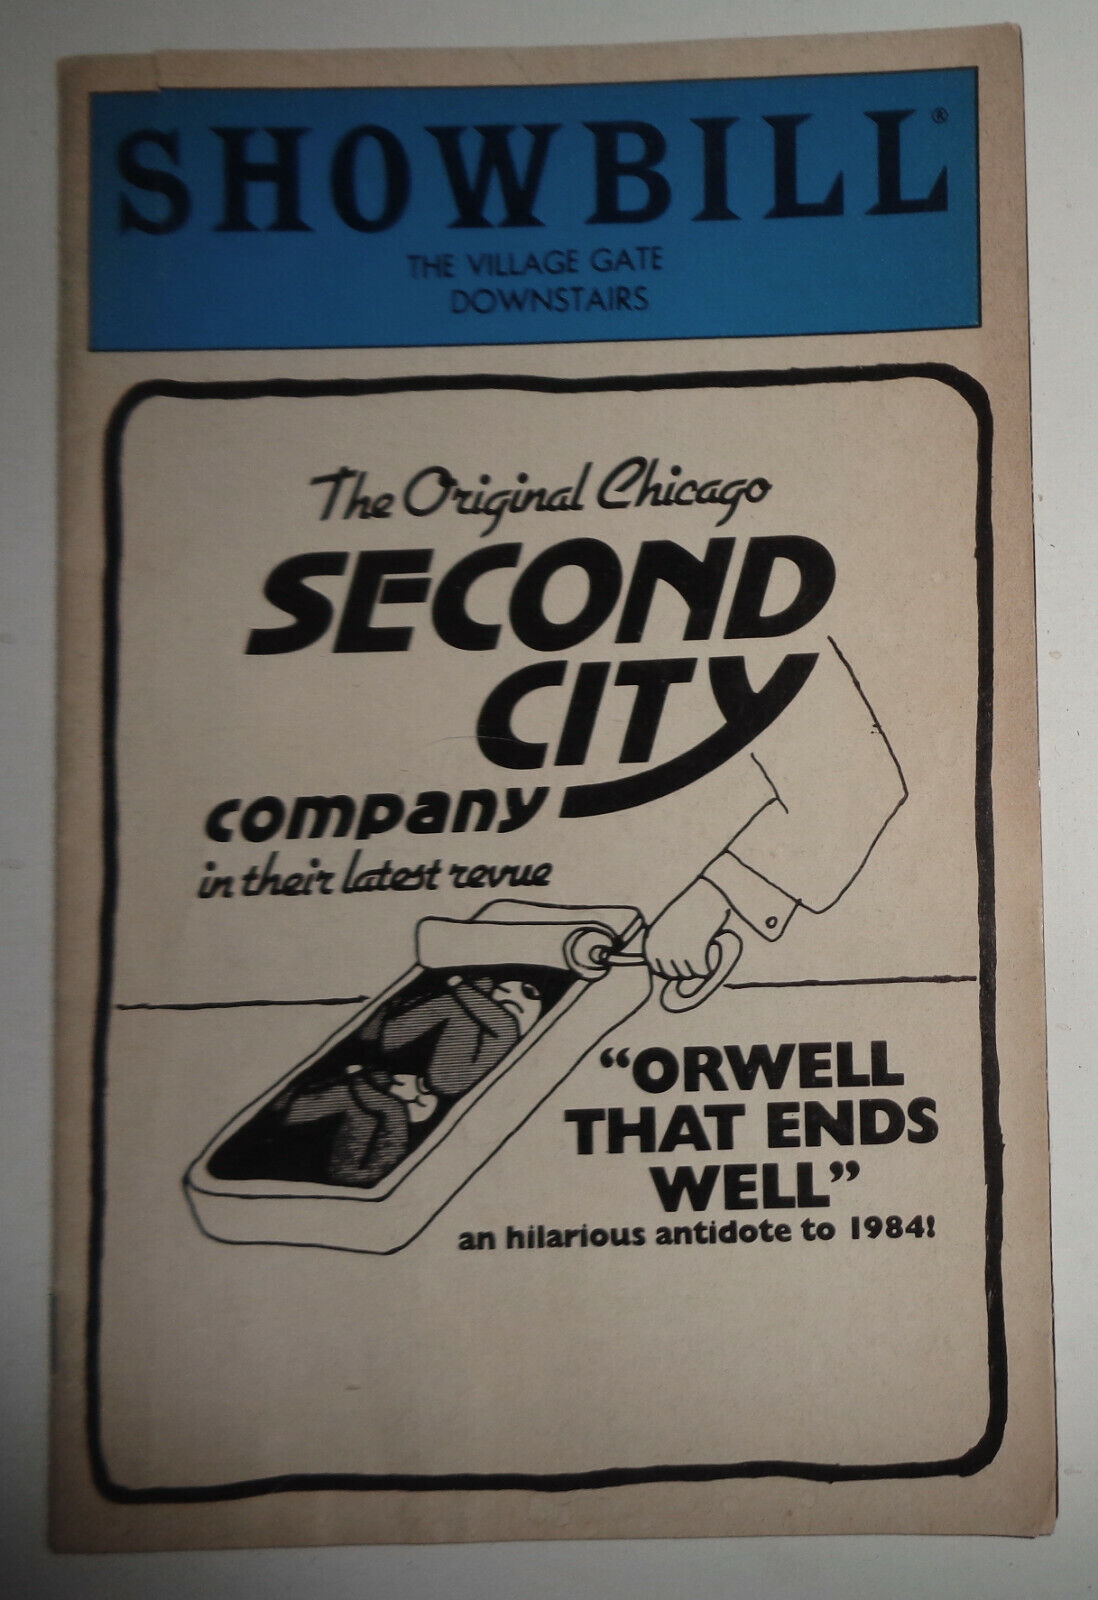 SHOWBILL®
THE VILLAGE GATE
DOWNSTAIRS
The Original Chicago
SECOND
CITY
company
in their latest revue
“ORWELL
THAT ENDS
WELL”
an hilarious antidote to 1984!